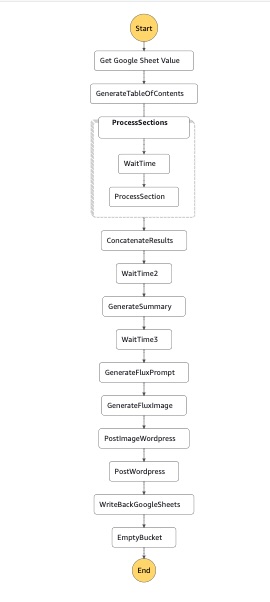 Start
Get Google Sheet Value
GenerateTableOfContents
ProcessSections
WaitTime
ProcessSection
ConcatenateResults
WaitTime2
GenerateSummary
WaitTime3
GenerateFluxPrompt
GenerateFluxImage
PostImageWordpress
PostWordpress
WriteBackGoogleSheets
EmptyBucket
End